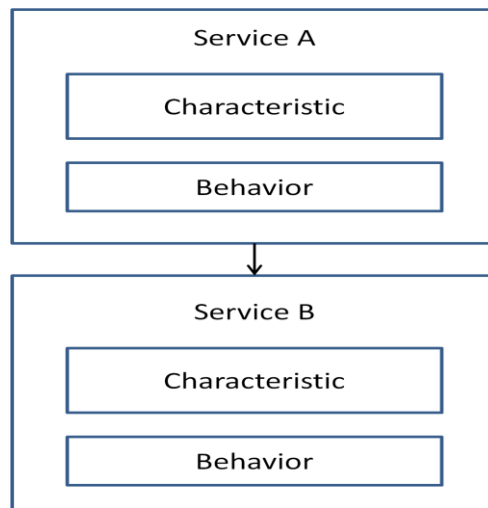 Service A
Characteristic
Behavior
Service B
Characteristic
Behavior